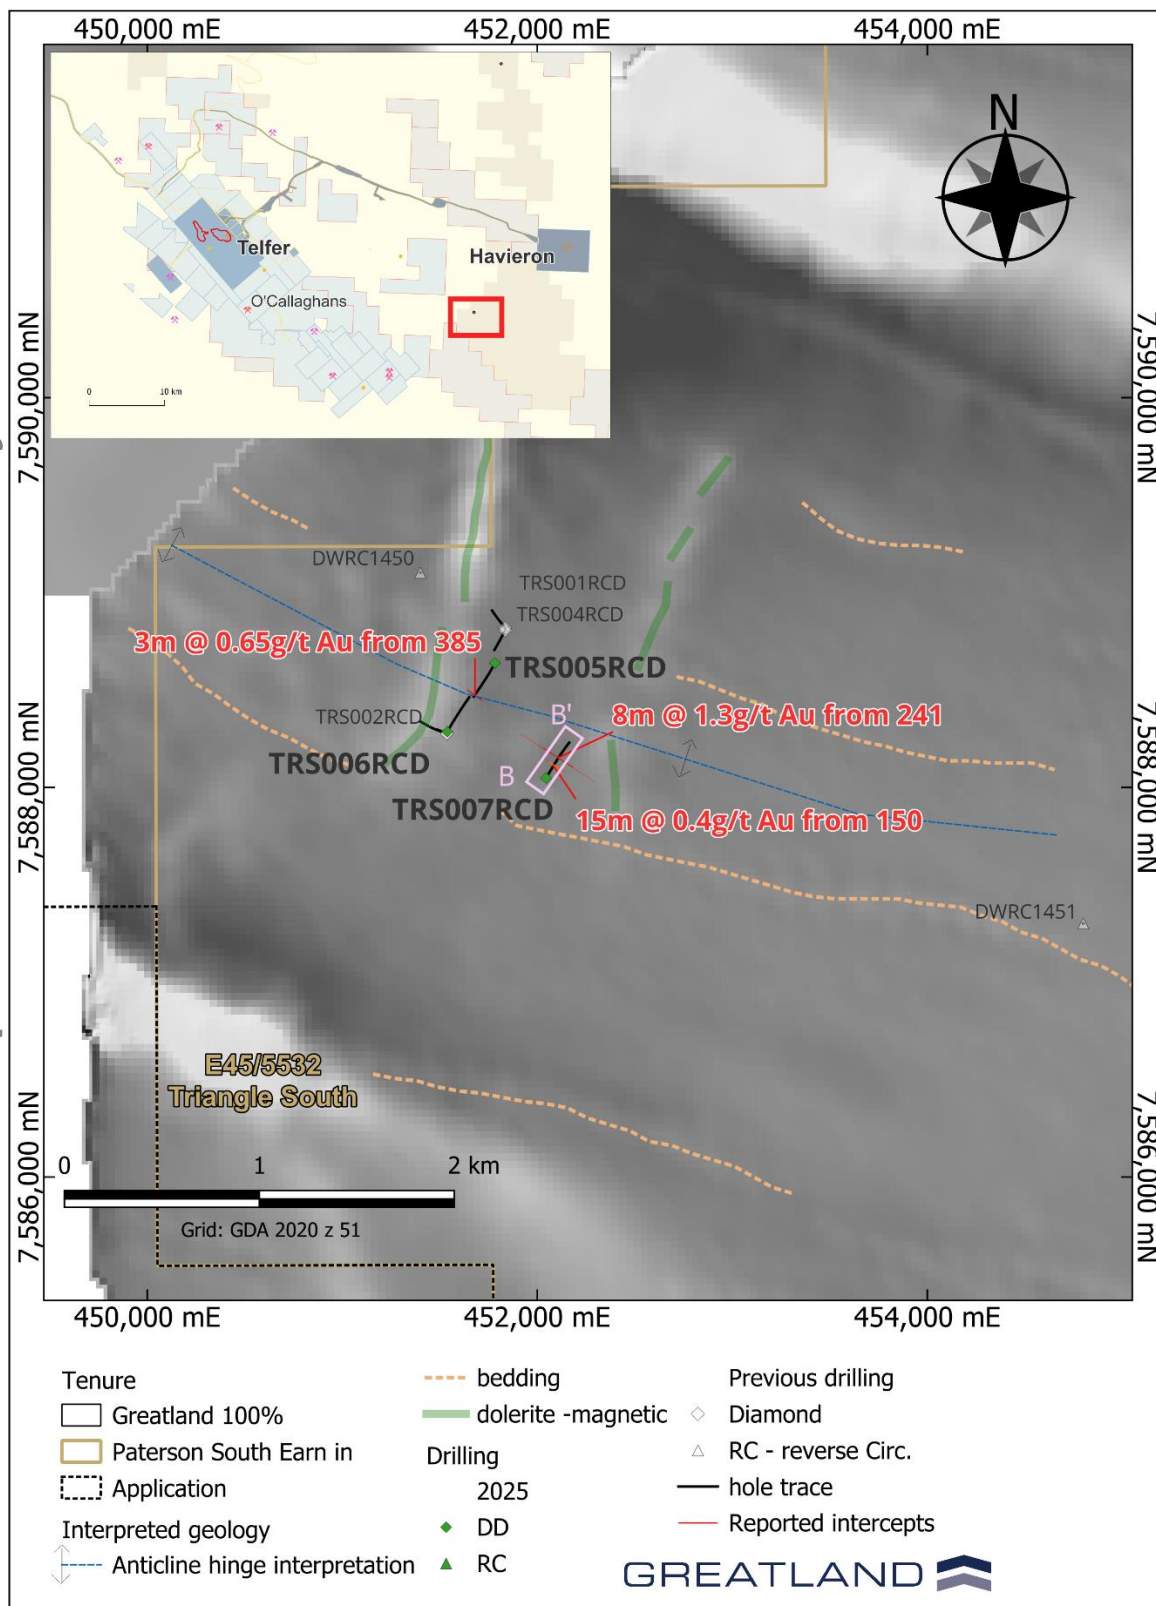 450,000 mE
452,000 mE
454,000 mE
N
Telfer
Havieron
O'Callaghans
0
10 km
7,590,000 mN
7,590,000 mN
DWRC1450
TRS001RCD
TRS004RCD
3m @ 0.65g/t Au from 385
TRS005RCD
TRS002RCD
B'
8m @ 1.3g/t Au from 241
TRS006RCD
B
TRS007RCD
15m @ 0.4g/t Au from 150
7,588,000 mN
7,588,000 mN
DWRC1451
E45/5532
Triangle South
0
1
2 km
Grid: GDA 2020 z 51
7,586,000 mN
7,586,000 mN
450,000 mE
452,000 mE
454,000 mE
Tenure
Greatland 100%
Paterson South Earn in
Application
Interpreted geology
Anticline hinge interpretation
bedding
dolerite -magnetic
Drilling
2025
DD
RC
Previous drilling
Diamond
RC - reverse Circ.
hole trace
Reported intercepts
GREATLAND